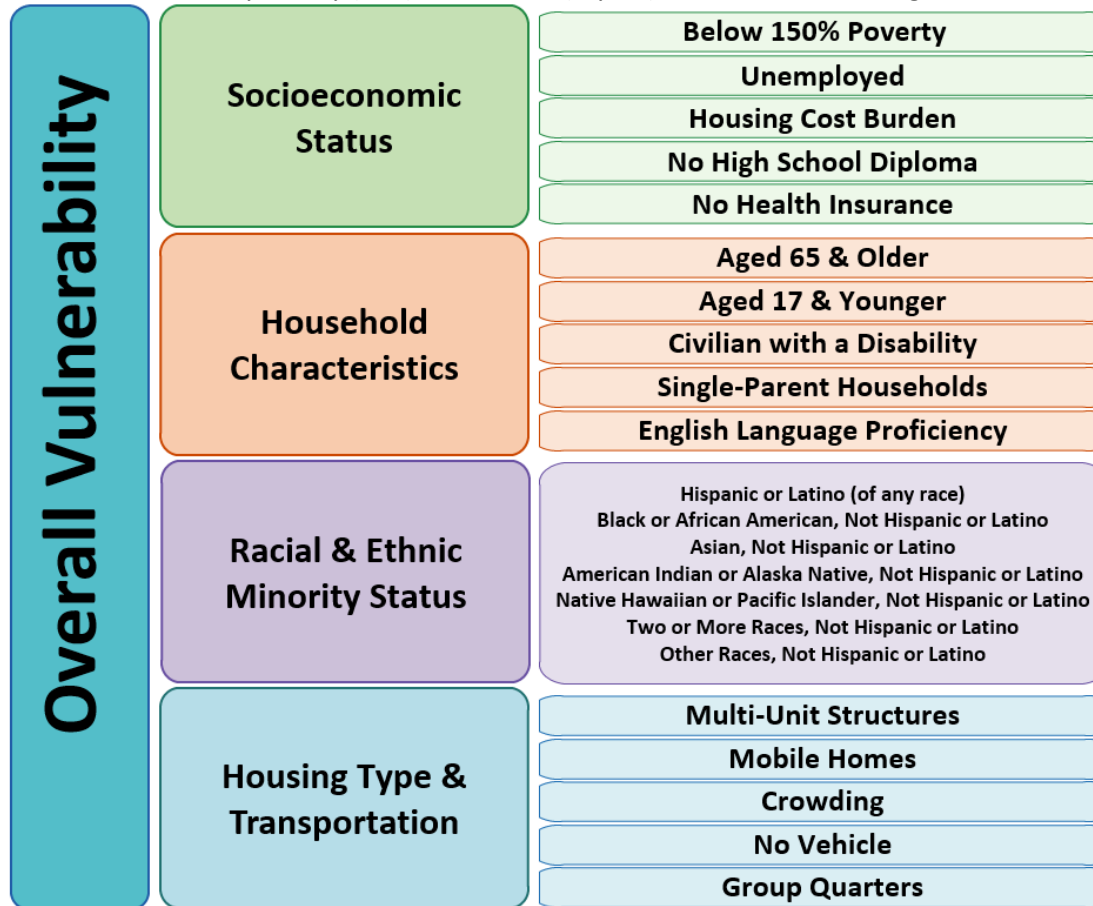 Overall Vulnerability
Socioeconomic
Status
Below 150% Poverty
Unemployed
Housing Cost Burden
No High School Diploma
No Health Insurance
Household
Characteristics
Aged 65 & Older
Aged 17 & Younger
Civilian with a Disability
Single-Parent Households
English Language Proficiency
Racial & Ethnic
Minority Status
Hispanic or Latino (of any race)
Black or African American, Not Hispanic or Latino
Asian, Not Hispanic or Latino
American Indian or Alaska Native, Not Hispanic or Latino
Native Hawaiian or Pacific Islander, Not Hispanic or Latino
Two or More Races, Not Hispanic or Latino
Other Races, Not Hispanic or Latino
Housing Type &
Transportation
Multi-Unit Structures
Mobile Homes
Crowding
No Vehicle
Group Quarters